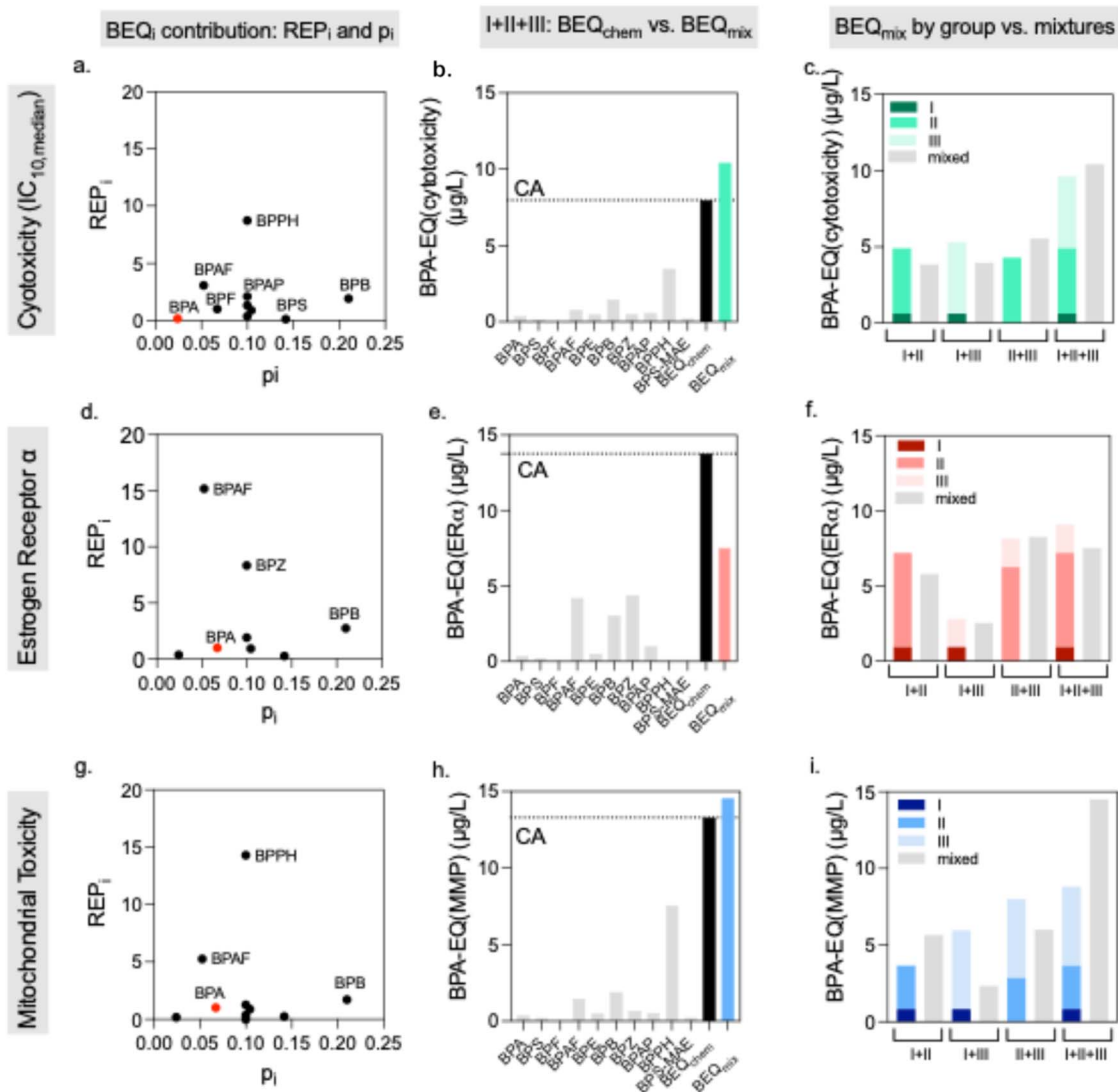 BEQi contribution: REPi and pi
I+II+III: BEQchem vs. BEQmix
BEQmix by group vs. mixtures
Cyotoxicity (IC10,median)
a.
REPi
20
15
10
5
0
BPPH
BPAF
BPAP
BPB
BPF
BPA
BPS
0.00 0.05 0.10 0.15 0.20 0.25
pi
b.
BPA-EQ(cytotoxicity)
(µg/L)
15
10
5
0
CA
BPA
BPS
BPF
BPAF
BPE
BPB
BPZ
BPAP
BPPH
BPS-MAE
BEQchem
BEQmix
c.
BPA-EQ(cytotoxicity) (µg/L)
15
10
5
0
I
II
III
mixed
I+II
I+III
II+III
I+II+III
Estrogen Receptor α
d.
REPi
20
15
10
5
0
BPAF
BPZ
BPB
BPA
0.00 0.05 0.10 0.15 0.20 0.25
pi
e.
BPA-EQ(ERα) (µg/L)
15
10
5
0
CA
BPA
BPS
BPF
BPAF
BPE
BPB
BPZ
BPAP
BPPH
BPS-MAE
BEQchem
BEQmix
f.
BPA-EQ(ERα) (µg/L)
15
10
5
0
I
II
III
mixed
I+II
I+III
II+III
I+II+III
Mitochondrial Toxicity
g.
REPi
20
15
10
5
0
BPPH
BPAF
BPA
BPB
0.00 0.05 0.10 0.15 0.20 0.25
pi
h.
BPA-EQ(MMP) (µg/L)
15
10
5
0
CA
BPA
BPS
BPF
BPAF
BPE
BPB
BPZ
BPAP
BPPH
BPS-MAE
BEQchem
BEQmix
i.
BPA-EQ(MMP) (µg/L)
15
10
5
0
I
II
III
mixed
I+II
I+III
II+III
I+II+III